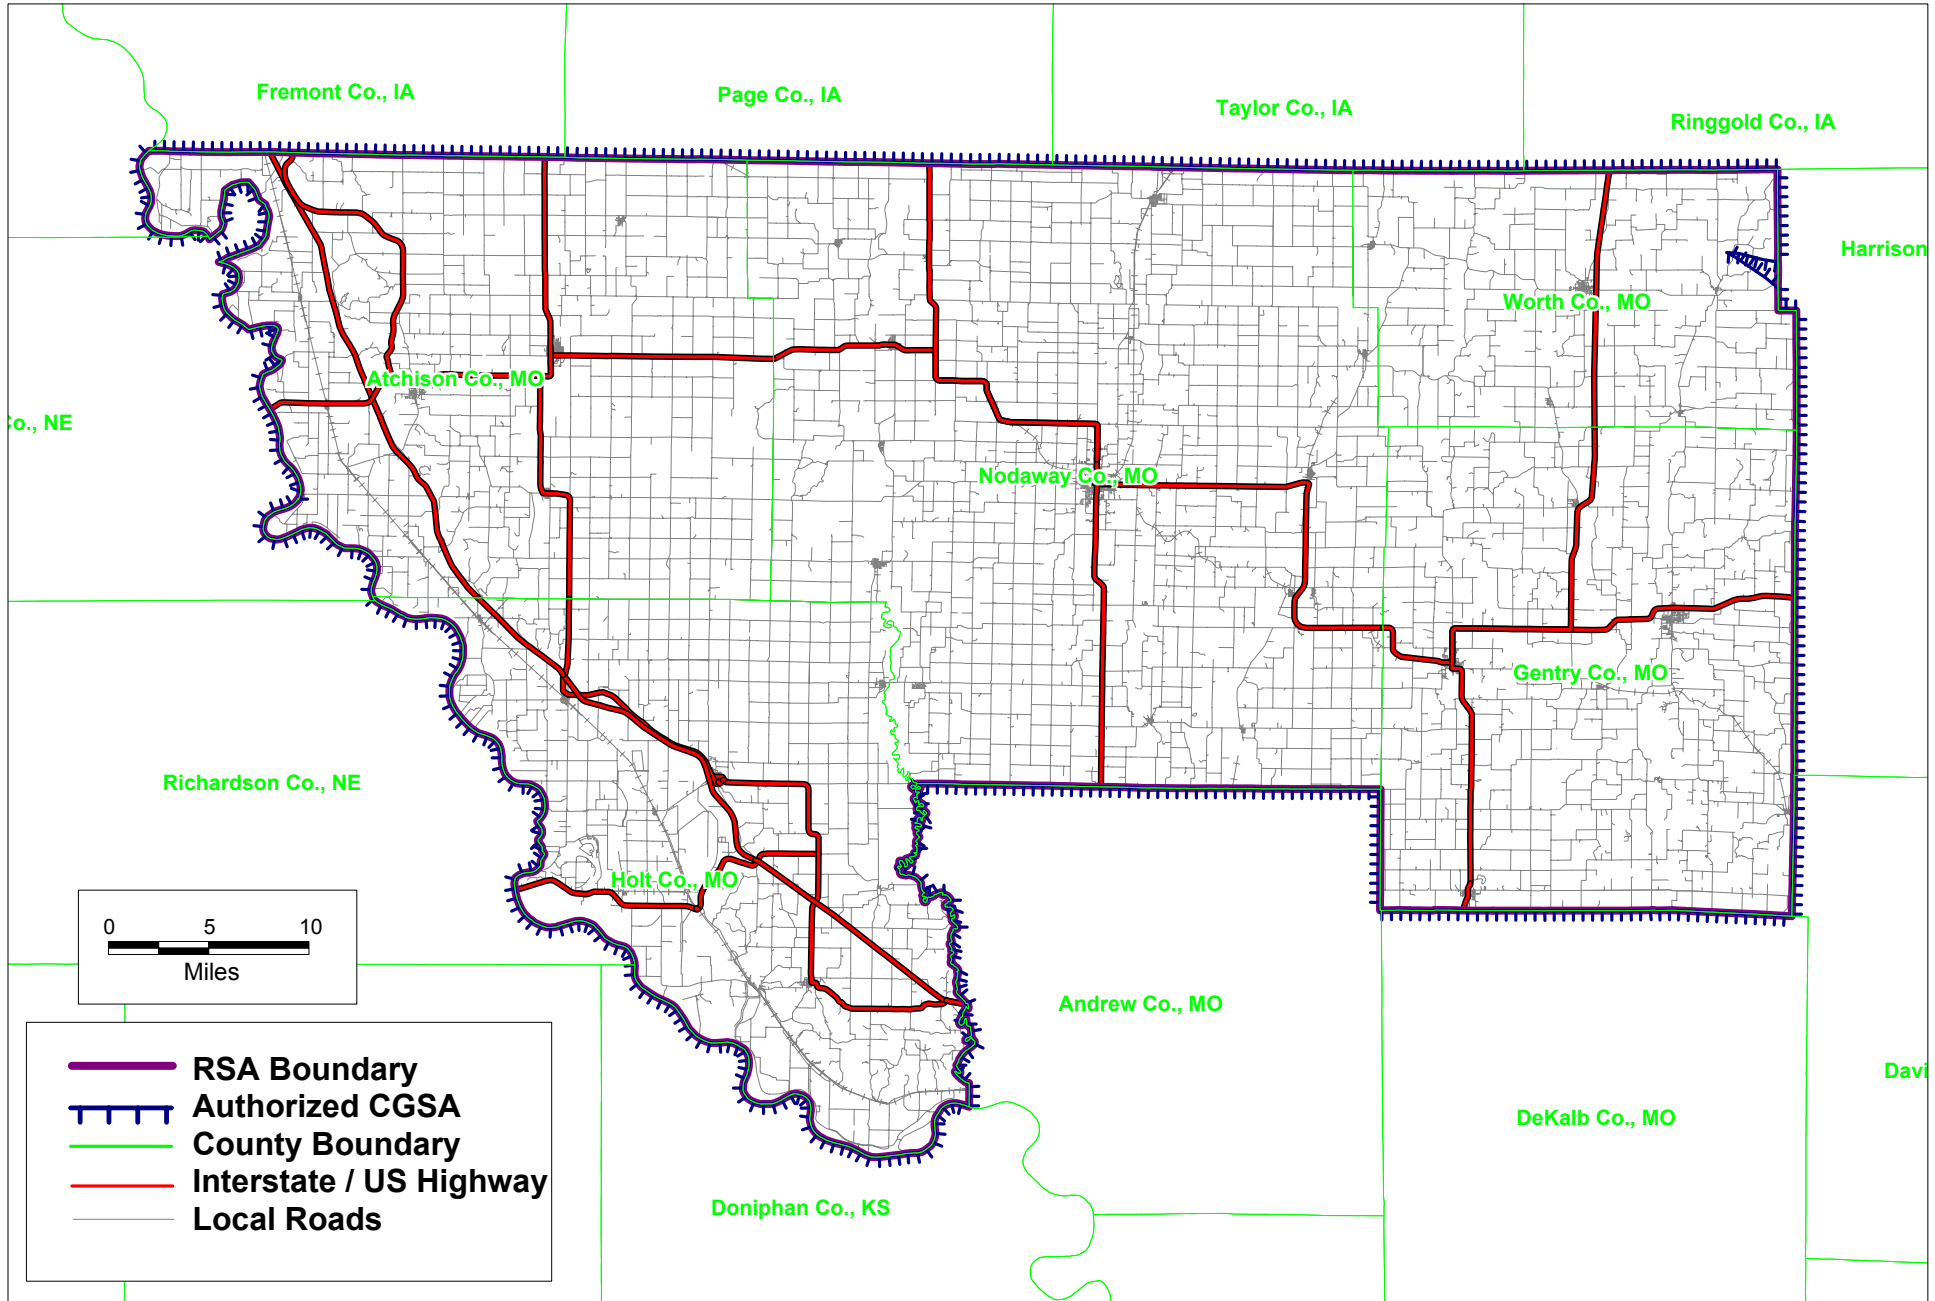 Fremont Co., IA
Page Co., IA
Taylor Co., IA
Ringgold Co., IA
Harrison
Worth Co., MO
Atchison Co., MO
Co., NE
Nodaway Co., MO
Gentry Co., MO
Richardson Co., NE
Holt Co., MO
0 5 10
Miles
Andrew Co., MO
Davi
DeKalb Co., MO
Doniphan Co., KS
RSA Boundary
Authorized CGSA
County Boundary
Interstate / US Highway
Local Roads